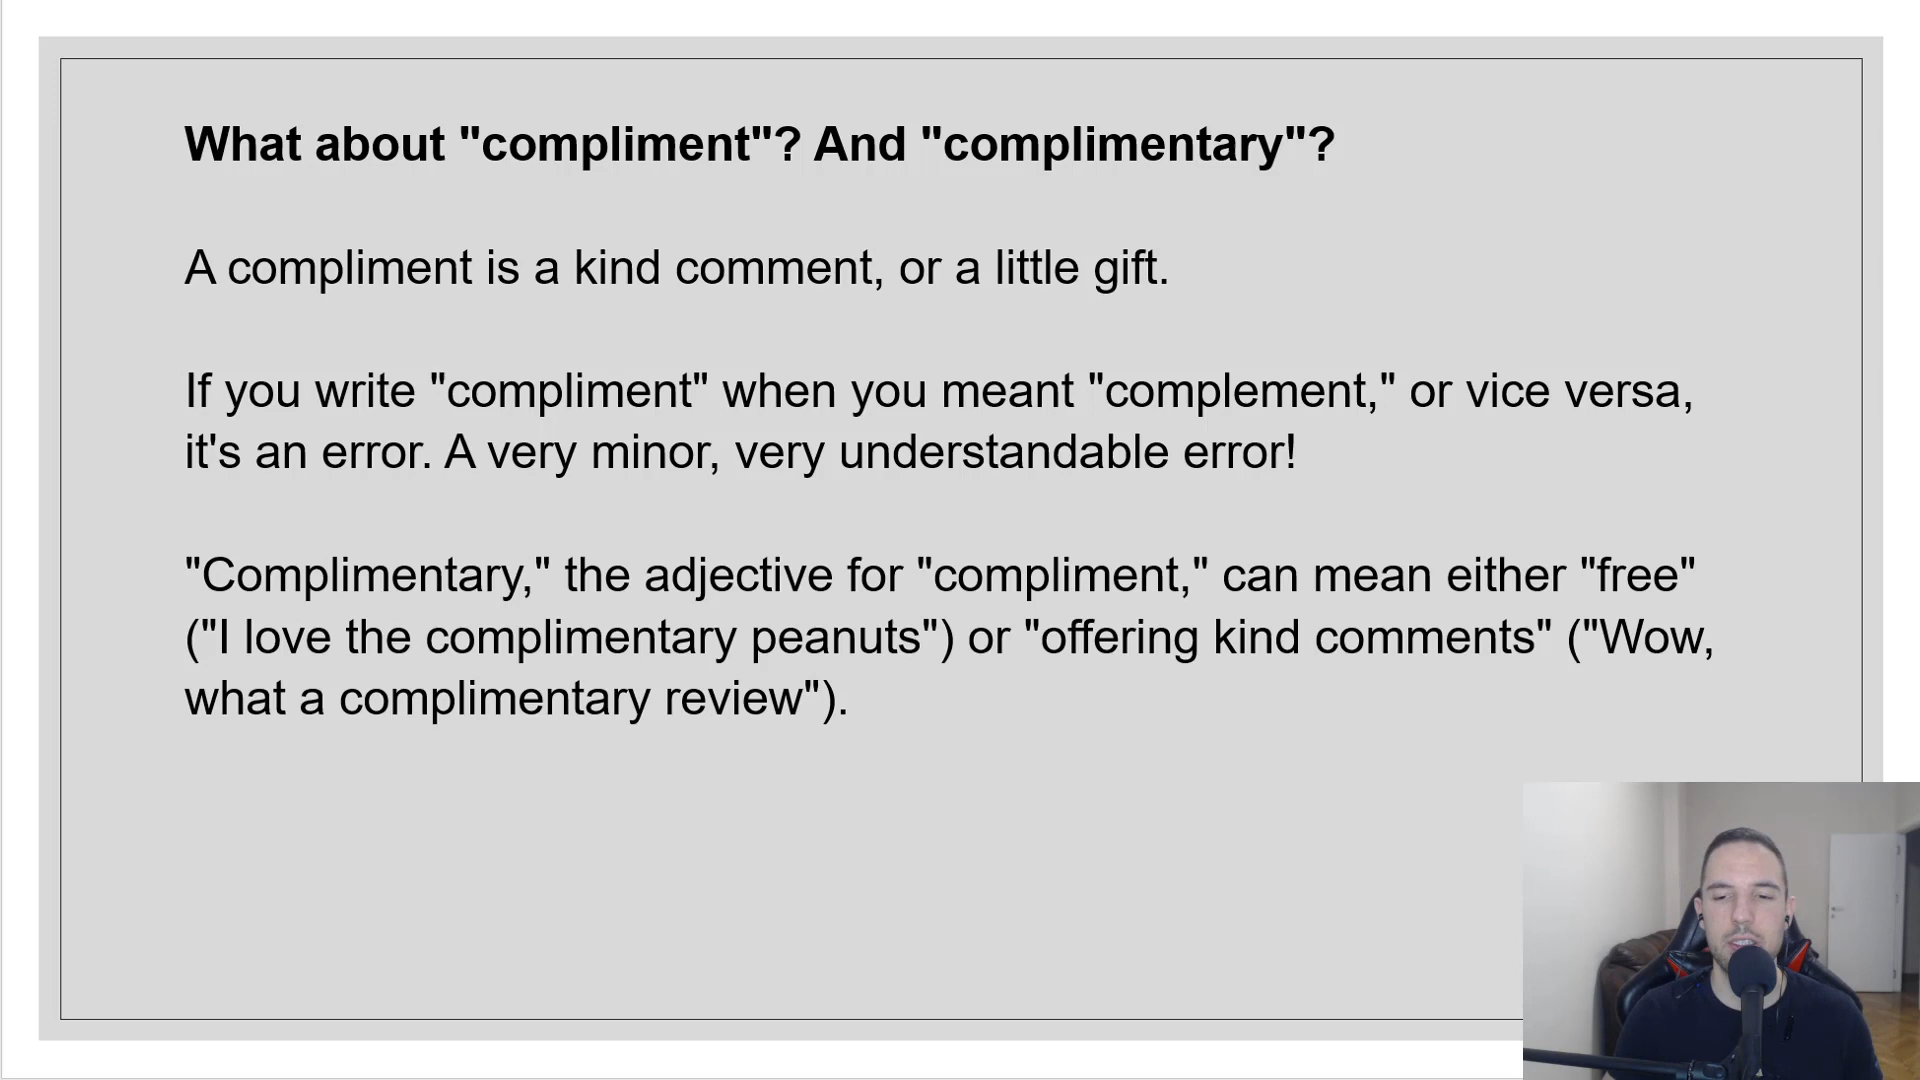 What about "compliment"? And "complimentary"?
A compliment is a kind comment, or a little gift.
If you write "compliment" when you meant "complement," or vice versa,
it's an error. A very minor, very understandable error!
"Complimentary," the adjective for "compliment," can mean either "free"
("I love the complimentary peanuts") or "offering kind comments" ("Wow,
what a complimentary review").